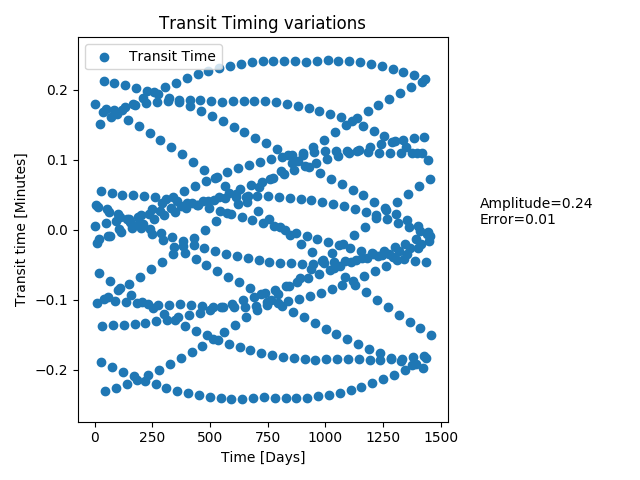 Transit Timing variations
Transit Time
Transit time [Minutes]
0.2
0.1
0.0
−0.1
−0.2
0
250
500
750
1000
1250
1500
Time [Days]
Amplitude=0.24
Error=0.01